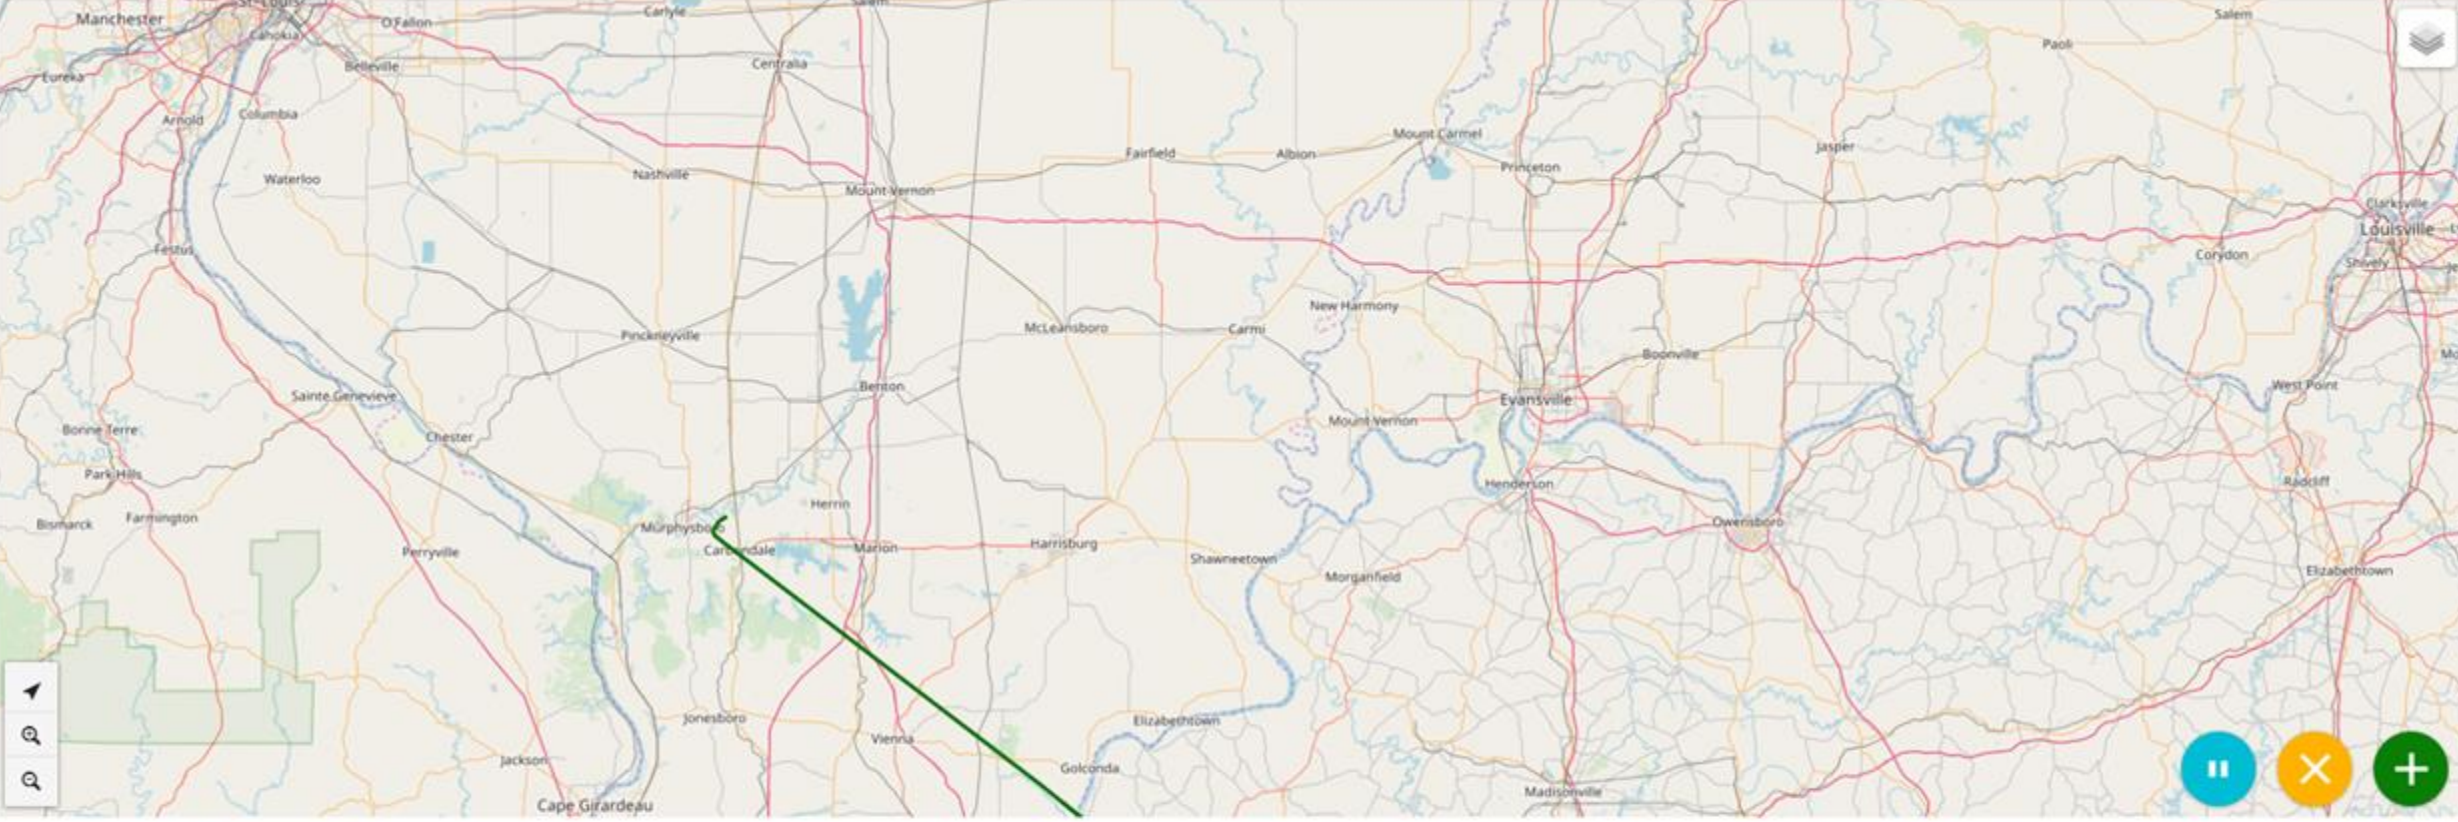 St. Louis
Salem
Manchester
O'Fallon
Carlyle
Salem
Cahokia
Paoli
Eureka
Belleville
Centralia
Arnold
Columbia
Mount Carmel
Jasper
Waterloo
Nashville
Fairfield
Albion
Princeton
Mount Vernon
Clarksville
Louisville
Festus
Corydon
Shively
New Harmony
Pinckneyville
McLeansboro
Carmi
Boonville
Benton
West Point
Sainte Genevieve
Evansville
Bonne Terre
Chester
Mount Vernon
Park Hills
Henderson
Radcliff
Herrin
Bismarck
Farmington
Murphysboro
Owensboro
Perryville
Carbondale
Marion
Harrisburg
Shawneetown
Morganfield
Elizabethtown
Jonesboro
Elizabethtown
Vienna
Jackson
Golconda
Cape Girardeau
Madisonville